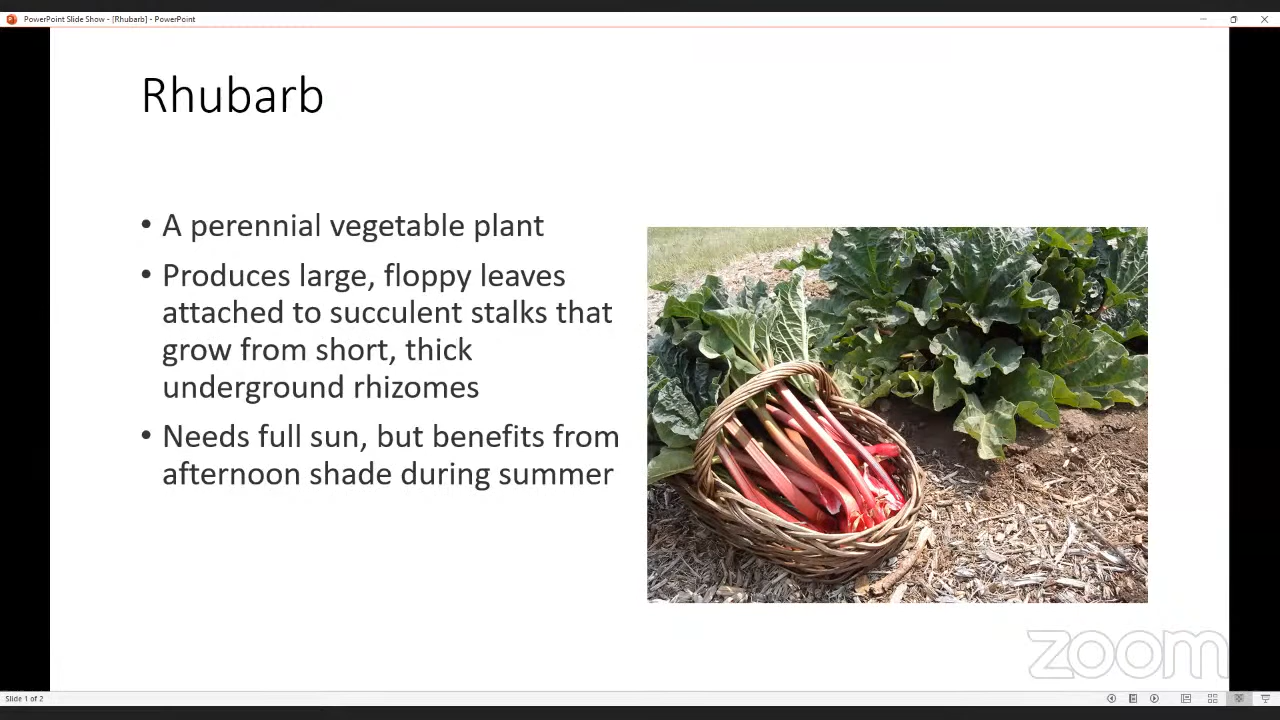 PowerPoint Slide Show - [Rhubarb] - PowerPoint
Rhubarb
• A perennial vegetable plant
• Produces large, floppy leaves
attached to succulent stalks that
grow from short, thick
underground rhizomes
• Needs full sun, but benefits from
afternoon shade during summer
zoom
Slide 1 of 2